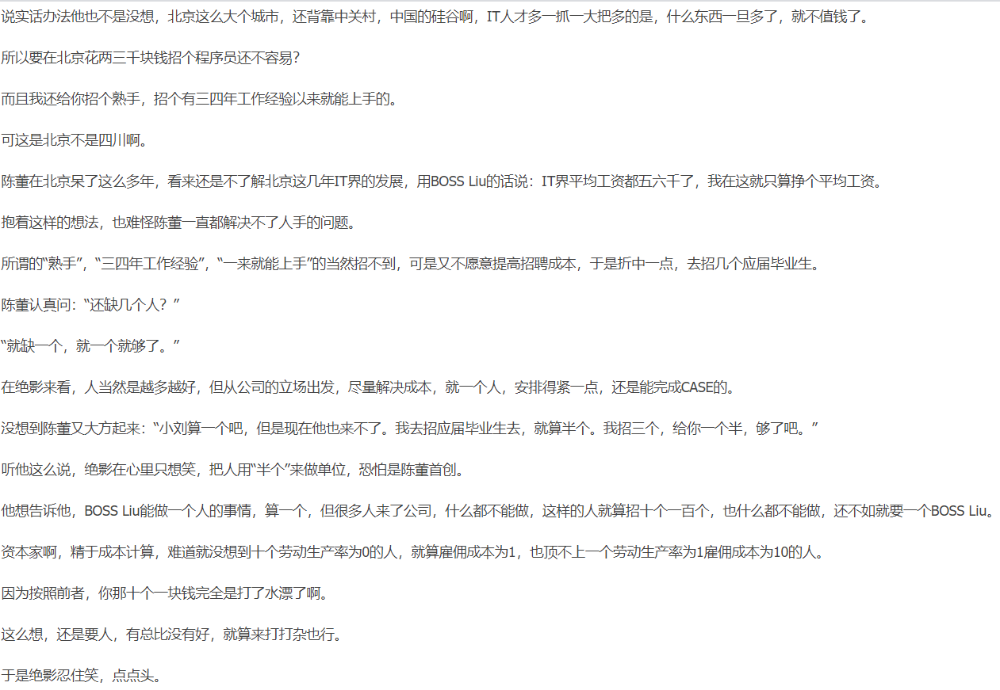 说实话办法他也不是没想，北京这么大个城市，还背靠中关村，中国的硅谷啊，IT人才多一抓一大把多的是，什么东西一旦多了，就不值钱了。
所以要在北京花两三千块钱招个程序员还不容易？
而且我还给你招个熟手，招个有三四年工作经验以来就能上手的。
可这是北京不是四川啊。
陈董在北京呆了这么多年，看来还是不了解北京这几年IT界的发展，用BOSS Liu的话说：IT界平均工资都五六千了，我在这就只算挣个平均工资。
抱着这样的想法，也难怪陈董一直都解决不了人手的问题。
所谓的“熟手”，“三四年工作经验”，“一来就能上手”的当然招不到，可是又不愿意提高招聘成本，于是折中一点，去招几个应届毕业生。
陈董认真问：“还缺几个人？”
“就缺一个，就一个就够了。”
在绝影来看，人当然是越多越好，但从公司的立场出发，尽量解决成本，就一个人，安排得紧一点，还是能完成CASE的。
没想到陈董又大方起来：“小刘算一个吧，但是现在他也来不了。我去招应届毕业生去，就算半个。我招三个，给你一个半，够了吧。”
听他这么说，绝影在心里只想笑，把人用“半个”来做单位，恐怕是陈董首创。
他想告诉他，BOSS Liu能做一个人的事情，算一个，但很多人来了公司，什么都不能做，这样的人就算招十个一百个，也什么都不能做，还不如就要一个BOSS Liu。
资本家啊，精于成本计算，难道就没想到十个劳动生产率为0的人，就算雇佣成本为1，也顶不上一个劳动生产率为1雇佣成本为10的人。
因为按照前者，你那十个一块钱完全是打了水漂了啊。
这么想，还是要人，有总比没有好，就算来打打杂也行。
于是绝影忍住笑，点点头。